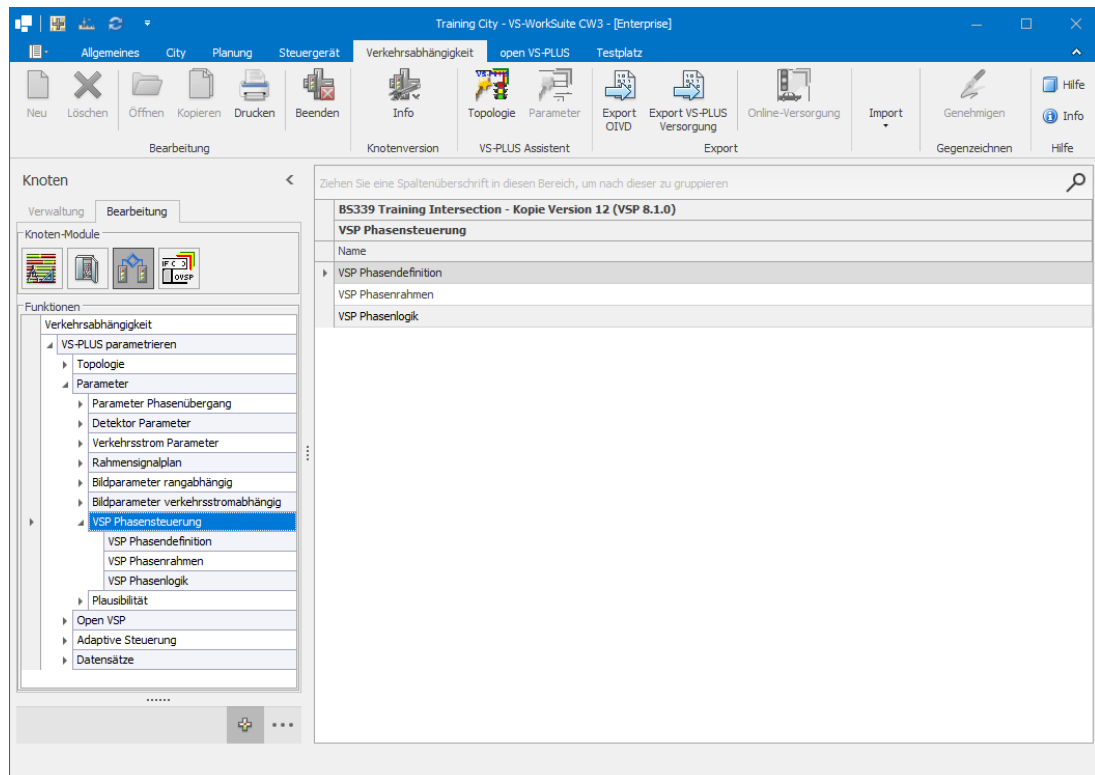 Training City - VS-WorkSuite CW3 - [Enterprise]
Allgemeines City Planung Steuergerät Verkehrsabhängigkeit open VS-PLUS Testplatz
Neu Löschen Öffnen Kopieren Drucken Beenden Info Topologie Parameter Export OIVD Export VS-PLUS Versorgung Online-Versorgung Import Genehmigen Hilfe
Info
Bearbeitung Knotenversion VS-PLUS Assistent Export Gegenzeichnen Hilfe
Knoten
Verwaltung Bearbeitung
Knoten-Module
IF ( )
OVSP
Funktionen
Verkehrsabhängigkeit
VS-PLUS parametrieren
Topologie
Parameter
Parameter Phasenübergang
Detektor Parameter
Verkehrsstrom Parameter
Rahmensignalplan
Bildparameter rangabhängig
Bildparameter verkehrsstromabhängig
VSP Phasensteuerung
VSP Phasendefinition
VSP Phasenrahmen
VSP Phasenlogik
Plausibilität
Open VSP
Adaptive Steuerung
Datensätze
Ziehen Sie eine Spaltenüberschrift in diesen Bereich, um nach dieser zu gruppieren
BS339 Training Intersection - Kopie Version 12 (VSP 8.1.0)
VSP Phasensteuerung
Name
VSP Phasendefinition
VSP Phasenrahmen
VSP Phasenlogik